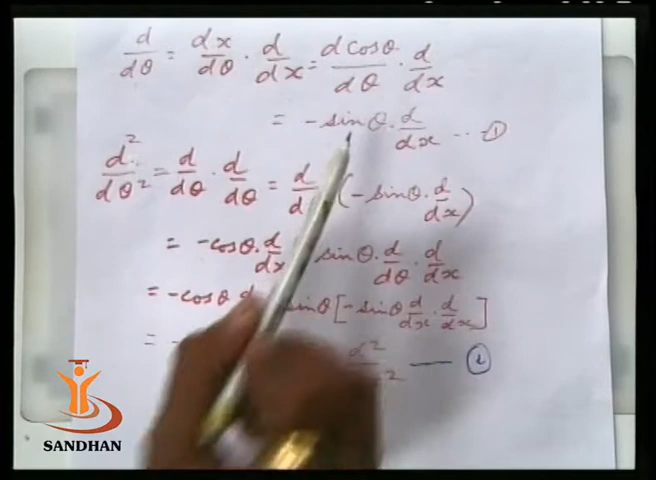 d/dθ = dx/dθ · d/dx = d cosθ/dθ · d/dx
= - sinθ · d/dx ... ①
d²/dθ² = d/dθ · d/dθ = d/d (- sinθ · d/dx)
= -cosθ · d/dx sinθ · d/dθ · d/dx
= -cosθ d sinθ [- sinθ d/dx · d/dx]
= - d²/ ² — ②
SANDHAN